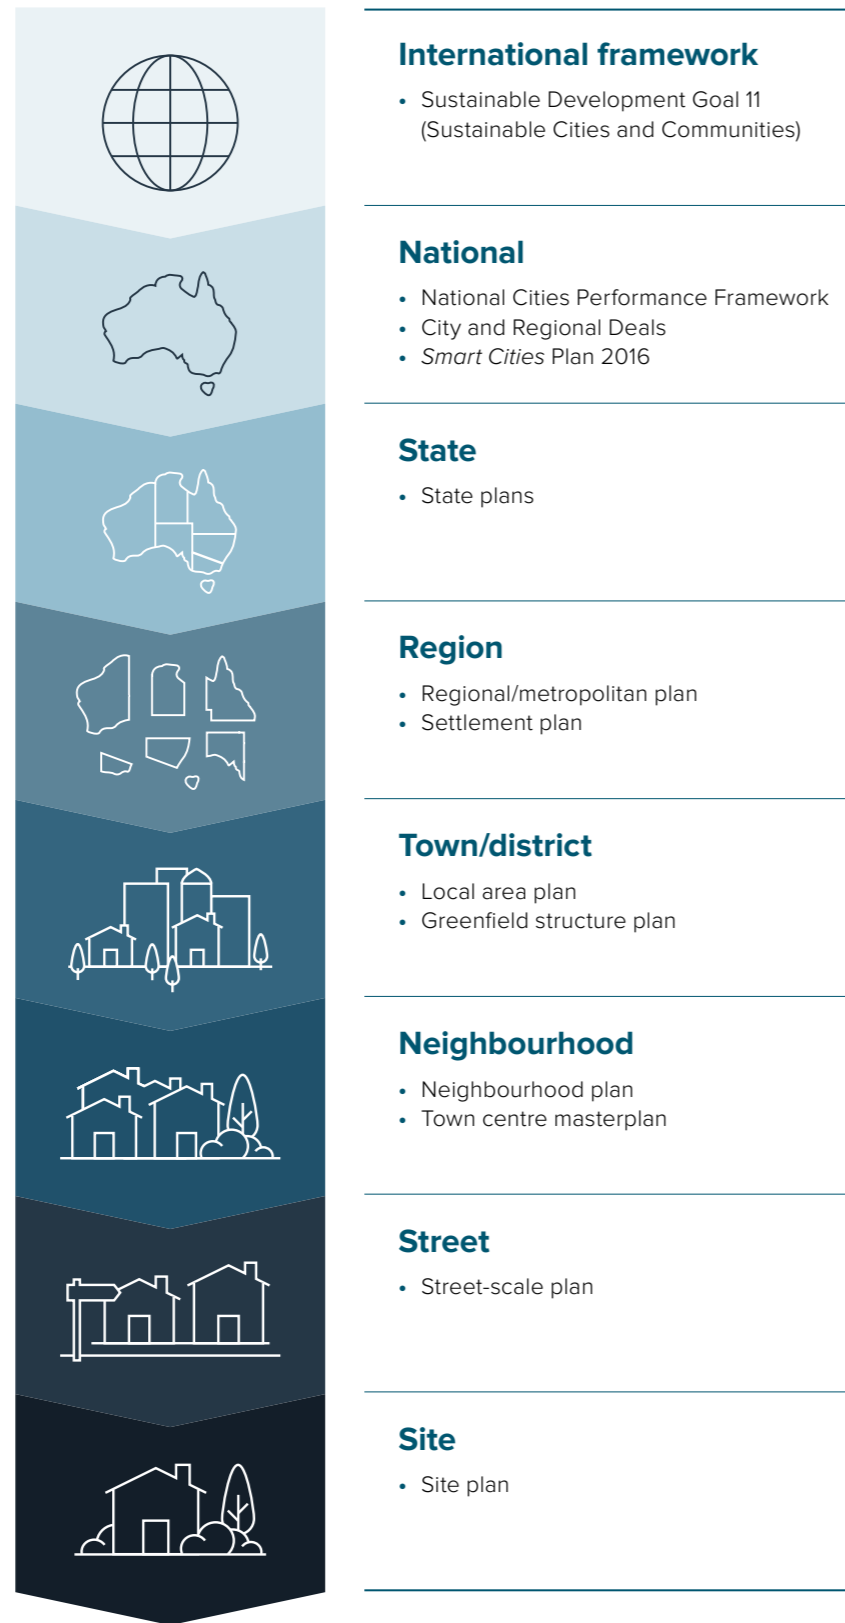 International framework
• Sustainable Development Goal 11
(Sustainable Cities and Communities)
National
• National Cities Performance Framework
• City and Regional Deals
• Smart Cities Plan 2016
State
• State plans
Region
• Regional/metropolitan plan
• Settlement plan
Town/district
• Local area plan
• Greenfield structure plan
Neighbourhood
• Neighbourhood plan
• Town centre masterplan
Street
• Street-scale plan
Site
• Site plan